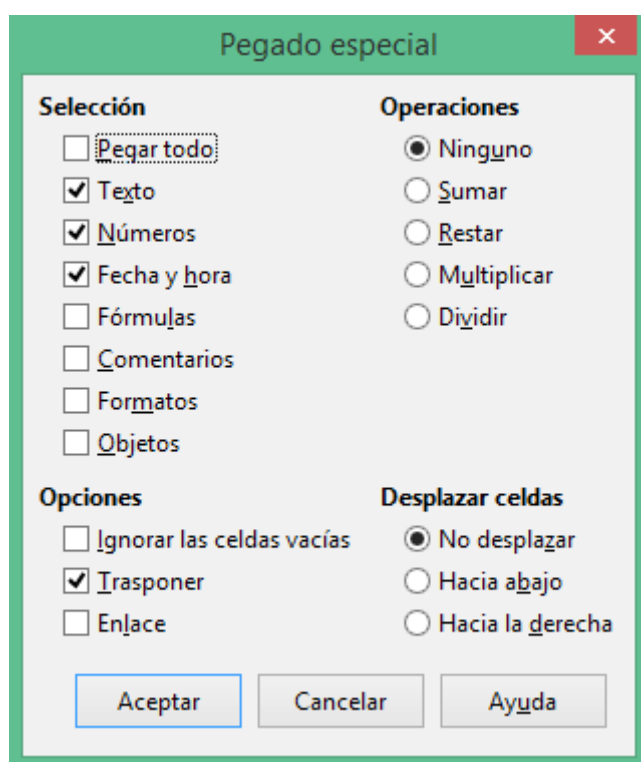 Pegado especial
Selección
Pegar todo
Texto
Números
Fecha y hora
Fórmulas
Comentarios
Formatos
Objetos
Operaciones
Ninguno
Sumar
Restar
Multiplicar
Dividir
Opciones
Ignorar las celdas vacías
Trasponer
Enlace
Desplazar celdas
No desplazar
Hacia abajo
Hacia la derecha
Aceptar
Cancelar
Ayuda